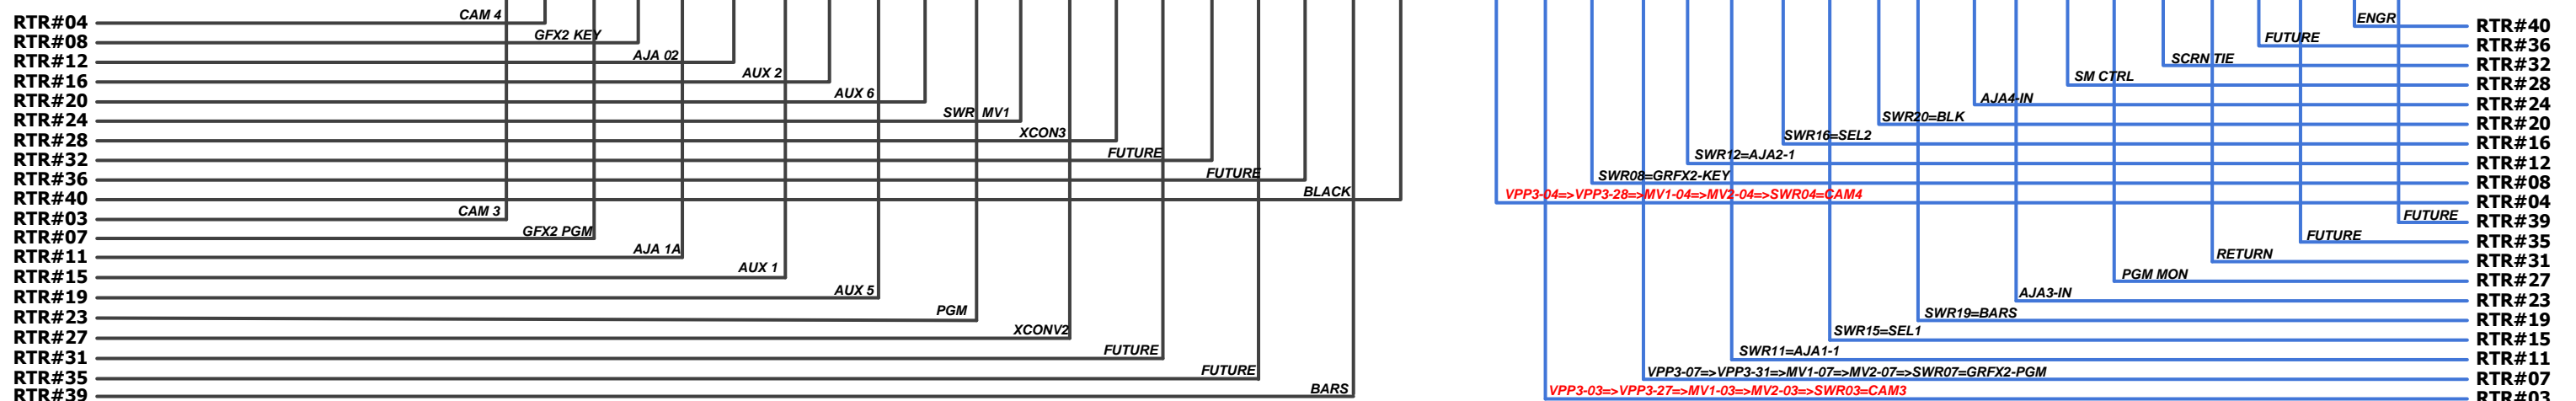 RTR#04 CAM 4
RTR#08 GFX2 KEY
RTR#12 AJA 02
RTR#16 AUX 2
RTR#20 AUX 6
RTR#24 SWR MV1
RTR#28 XCON3
RTR#32 FUTURE
RTR#36 FUTURE
RTR#40 BLACK
RTR#03 CAM 3
RTR#07 GFX2 PGM
RTR#11 AJA 1A
RTR#15 AUX 1
RTR#19 AUX 5
RTR#23 PGM
RTR#27 XCONV2
RTR#31 FUTURE
RTR#35 FUTURE
RTR#39 BARS
ENGR RTR#40
FUTURE RTR#36
SCRN TIE RTR#32
SM CTRL RTR#28
AJA4-IN RTR#24
SWR20=BLK RTR#20
SWR16=SEL2 RTR#16
SWR12=AJA2-1 RTR#12
SWR08=GRFX2-KEY RTR#08
VPP3-04=>VPP3-28=>MV1-04=>MV2-04=>SWR04=CAM4 RTR#04
FUTURE RTR#39
FUTURE RTR#35
RETURN RTR#31
PGM MON RTR#27
AJA3-IN RTR#23
SWR19=BARS RTR#19
SWR15=SEL1 RTR#15
SWR11=AJA1-1 RTR#11
VPP3-07=>VPP3-31=>MV1-07=>MV2-07=>SWR07=GRFX2-PGM RTR#07
VPP3-03=>VPP3-27=>MV1-03=>MV2-03=>SWR03=CAM3 RTR#03